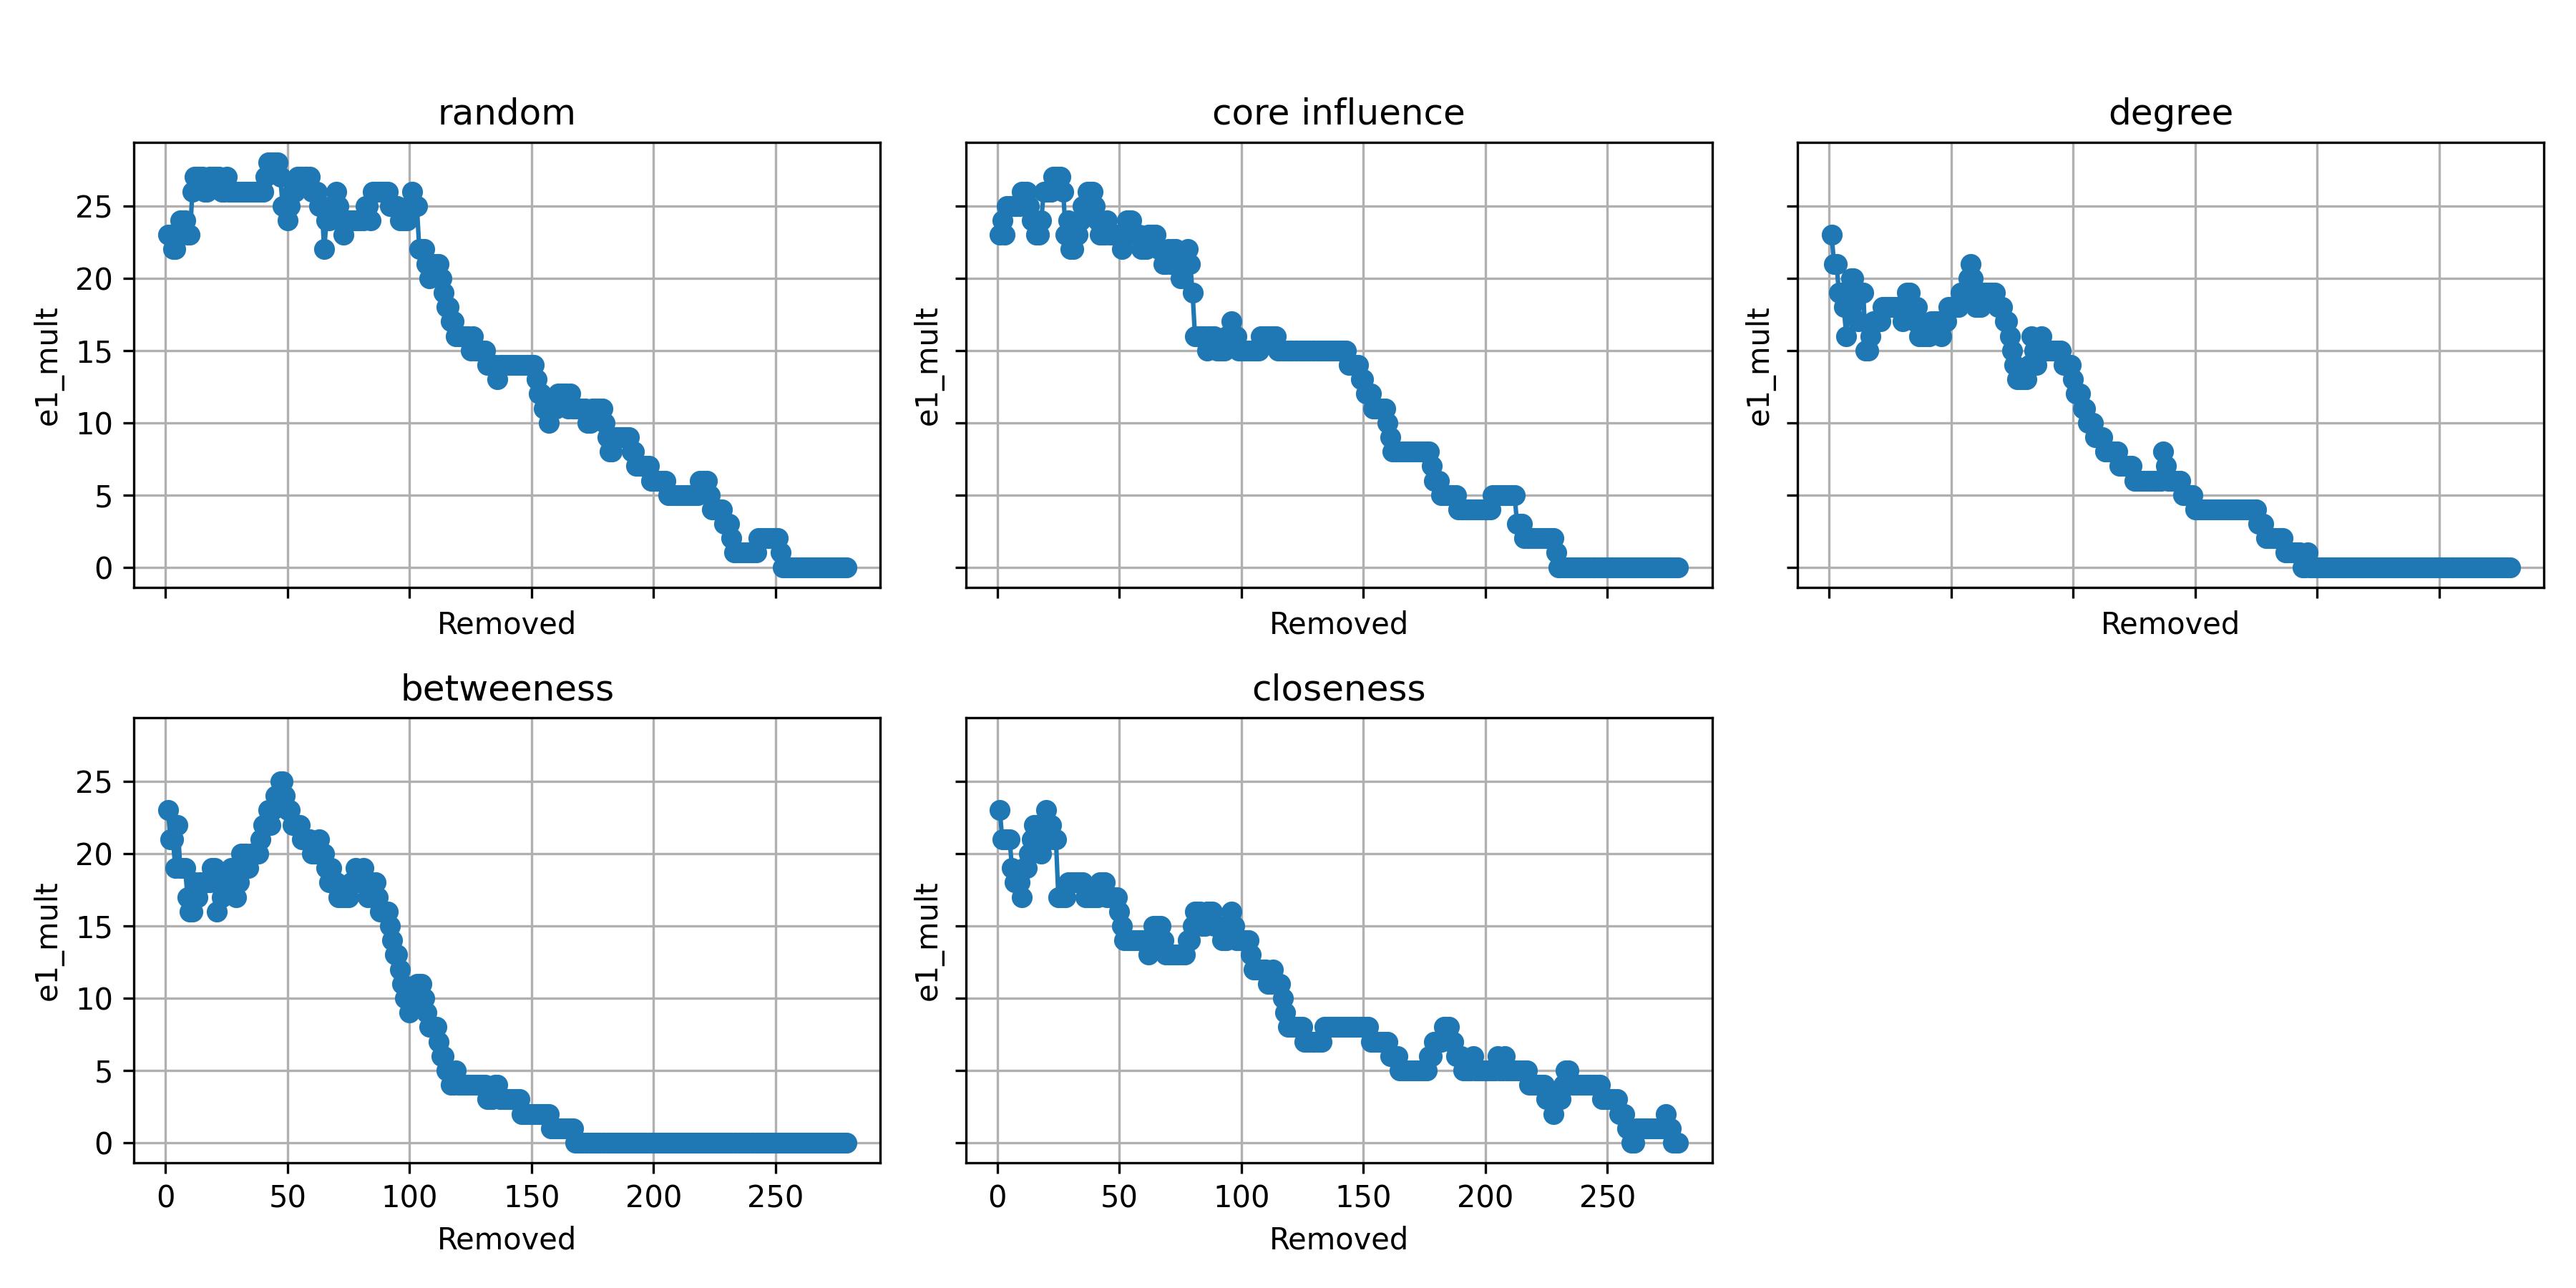 random
core influence
degree
e1_mult
25
20
15
10
5
0
Removed
e1_mult
Removed
e1_mult
Removed
betweeness
closeness
e1_mult
25
20
15
10
5
0
0 50 100 150 200 250
Removed
e1_mult
0 50 100 150 200 250
Removed